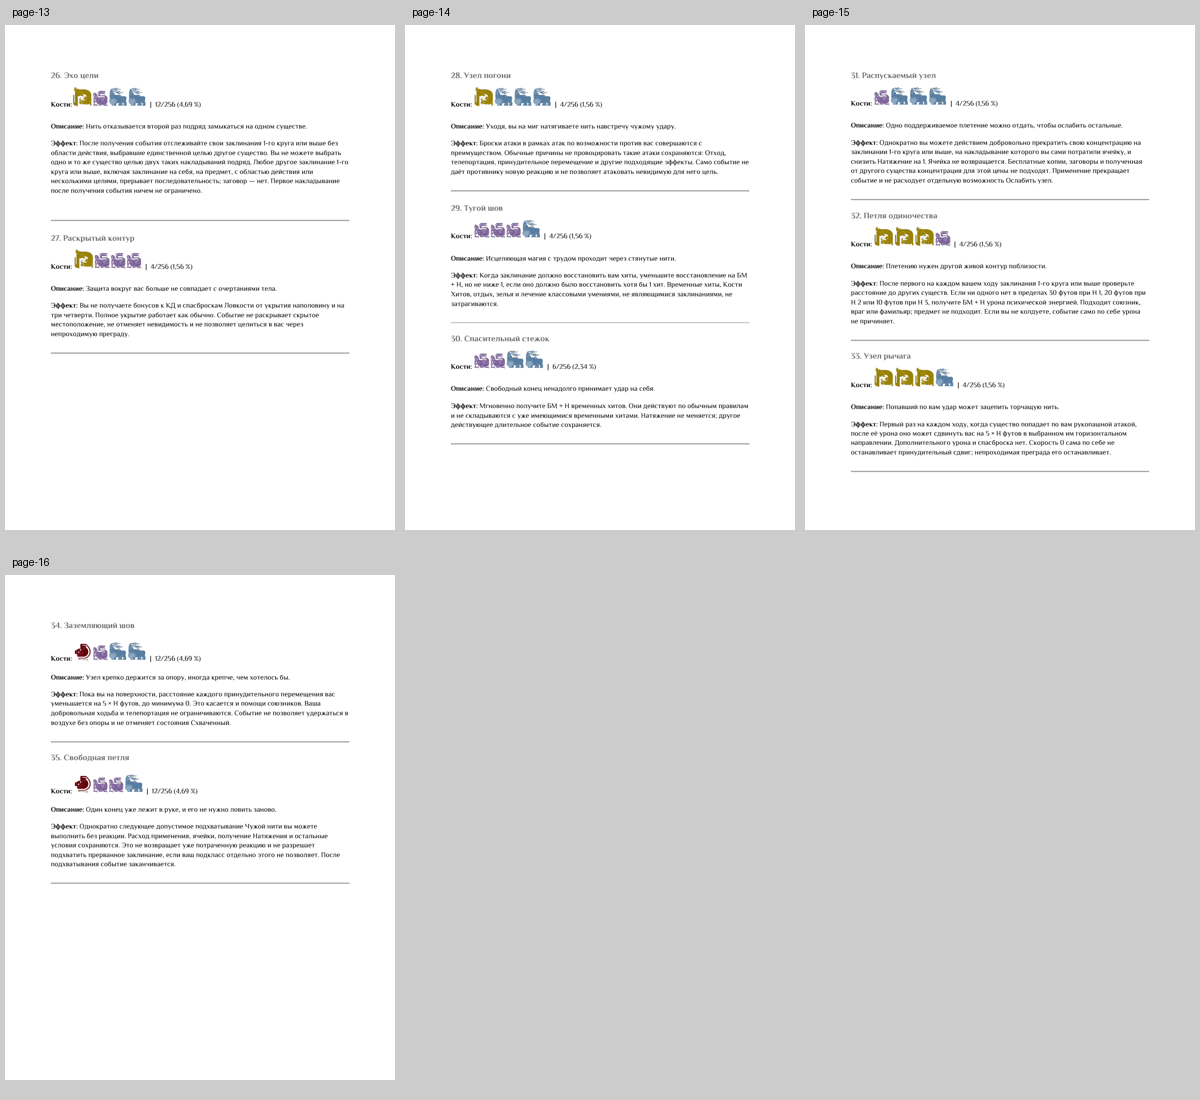 page-13
26. Эхо цели
Кости: | 12/256 (4,69 %)
Описание: Нить отказывается второй раз подряд замыкаться на одном существе.
Эффект: После получения события отслеживайте свои заклинания 1-го круга или выше без
области действия, выбравшие единственной целью другое существо. Вы не можете выбрать
одно и то же существо целью двух таких накладываний подряд. Любое другое заклинание 1-го
круга или выше, включая заклинание на себя, на предмет, с областью действия или
несколькими целями, прерывает последовательность; заговор — нет. Первое накладывание
после получения события ничем не ограничено.
27. Раскрытый контур
Кости: | 4/256 (1,56 %)
Описание: Защита вокруг вас больше не совпадает с очертаниями тела.
Эффект: Вы не получаете бонусов к КД и спасброскам Ловкости от укрытия наполовину и на
три четверти. Полное укрытие работает как обычно. Событие не раскрывает скрытое
местоположение, не отменяет невидимость и не позволяет целиться в вас через
непроходимую преграду.
page-14
28. Узел погони
Кости: | 4/256 (1,56 %)
Описание: Уходя, вы на миг натягиваете нить навстречу чужому удару.
Эффект: Броски атаки в рамках атак по возможности против вас совершаются с
преимуществом. Обычные причины не провоцировать такие атаки сохраняются: Отход,
телепортация, принудительное перемещение и другие подходящие эффекты. Само событие не
даёт противнику новую реакцию и не позволяет атаковать невидимую для него цель.
29. Тугой шов
Кости: | 4/256 (1,56 %)
Описание: Исцеляющая магия с трудом проходит через стянутые нити.
Эффект: Когда заклинание должно восстановить вам хиты, уменьшите восстановление на БМ
+ Н, но не ниже 1, если оно должно было восстановить хотя бы 1 хит. Временные хиты, Кости
Хитов, отдых, зелья и лечение классовыми умениями, не являющимися заклинаниями, не
затрагиваются.
30. Спасительный стежок
Кости: | 6/256 (2,34 %)
Описание: Свободный конец ненадолго принимает удар на себя.
Эффект: Мгновенно получите БМ + Н временных хитов. Они действуют по обычным правилам
и не складываются с уже имеющимися временными хитами. Натяжение не меняется; другое
действующее длительное событие сохраняется.
page-15
31. Распускаемый узел
Кости: | 4/256 (1,56 %)
Описание: Одно поддерживаемое плетение можно отдать, чтобы ослабить остальные.
Эффект: Однократно вы можете действием добровольно прекратить свою концентрацию на
заклинании 1-го круга или выше, на накладывание которого вы сами потратили ячейку, и
снизить Натяжение на 1. Ячейка не возвращается. Бесплатные копии, заговоры и полученная
от другого существа концентрация для этой цены не подходят. Применение прекращает
событие и не расходует отдельную возможность Ослабить узел.
32. Петля одиночества
Кости: | 4/256 (1,56 %)
Описание: Плетению нужен другой живой контур поблизости.
Эффект: После первого на каждом вашем ходу заклинания 1-го круга или выше проверьте
расстояние до других существ. Если ни одного нет в пределах 30 футов при Н 1, 20 футов при
Н 2 или 10 футов при Н 3, получите БМ + Н урона психической энергией. Подходит союзник,
враг или фамильяр; предмет не подходит. Если вы не колдуете, событие само по себе урона
не причиняет.
33. Узел рычага
Кости: | 4/256 (1,56 %)
Описание: Попавший по вам удар может зацепить торчащую нить.
Эффект: Первый раз на каждом ходу, когда существо попадает по вам рукопашной атакой,
после её урона оно может сдвинуть вас на 5 × Н футов в выбранном им горизонтальном
направлении. Дополнительного урона и спасброска нет. Скорость 0 сама по себе не
останавливает принудительный сдвиг; непроходимая преграда его останавливает.
page-16
34. Заземляющий шов
Кости: | 12/256 (4,69 %)
Описание: Узел крепко держится за опору, иногда крепче, чем хотелось бы.
Эффект: Пока вы на поверхности, расстояние каждого принудительного перемещения вас
уменьшается на 5 × Н футов, до минимума 0. Это касается и помощи союзников. Ваша
добровольная ходьба и телепортация не ограничиваются. Событие не позволяет удержаться в
воздухе без опоры и не отменяет состояния Схваченный.
35. Свободная петля
Кости: | 12/256 (4,69 %)
Описание: Один конец уже лежит в руке, и его не нужно ловить заново.
Эффект: Однократно следующее допустимое подхватывание Чужой нити вы можете
выполнить без реакции. Расход применения, ячейки, получение Натяжения и остальные
условия сохраняются. Это не возвращает уже потраченную реакцию и не разрешает
подхватить прерванное заклинание, если ваш подкласс отдельно этого не позволяет. После
подхватывания событие заканчивается.